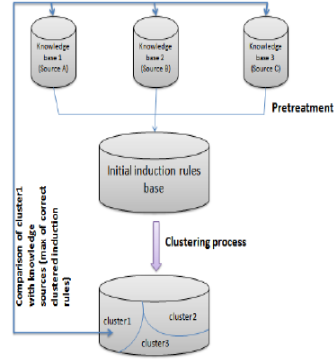 Knowledge
base 1
(Source A)
Knowledge
base 2
(Source B)
Knowledge
base 3
(Source C)
Pretreatment
Initial induction rules
base
Clustering process
Comparison of cluster1
with knowledge
sources (max of correct
clustered induction
rules)
cluster1
cluster2
cluster3